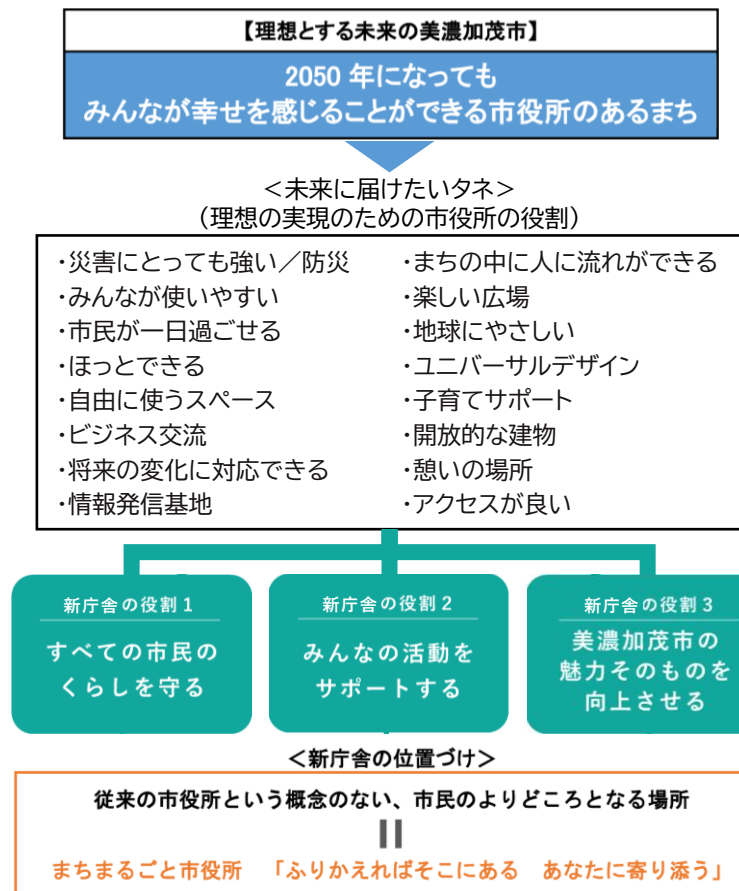 【理想とする未来の美濃加茂市】
2050 年になっても
みんなが幸せを感じることができる市役所のあるまち
＜未来に届けたいタネ＞
（理想の実現のための市役所の役割）
・災害にとっても強い／防災
・みんなが使いやすい
・市民が一日過ごせる
・ほっとできる
・自由に使うスペース
・ビジネス交流
・将来の変化に対応できる
・情報発信基地
・まちの中に人に流れができる
・楽しい広場
・地球にやさしい
・ユニバーサルデザイン
・子育てサポート
・開放的な建物
・憩いの場所
・アクセスが良い
新庁舎の役割 1
すべての市民の
くらしを守る
新庁舎の役割 2
みんなの活動を
サポートする
新庁舎の役割 3
美濃加茂市の
魅力そのものを
向上させる
＜新庁舎の位置づけ＞
従来の市役所という概念のない、市民のよりどころとなる場所
まちまるごと市役所　「ふりかえればそこにある　あなたに寄り添う」